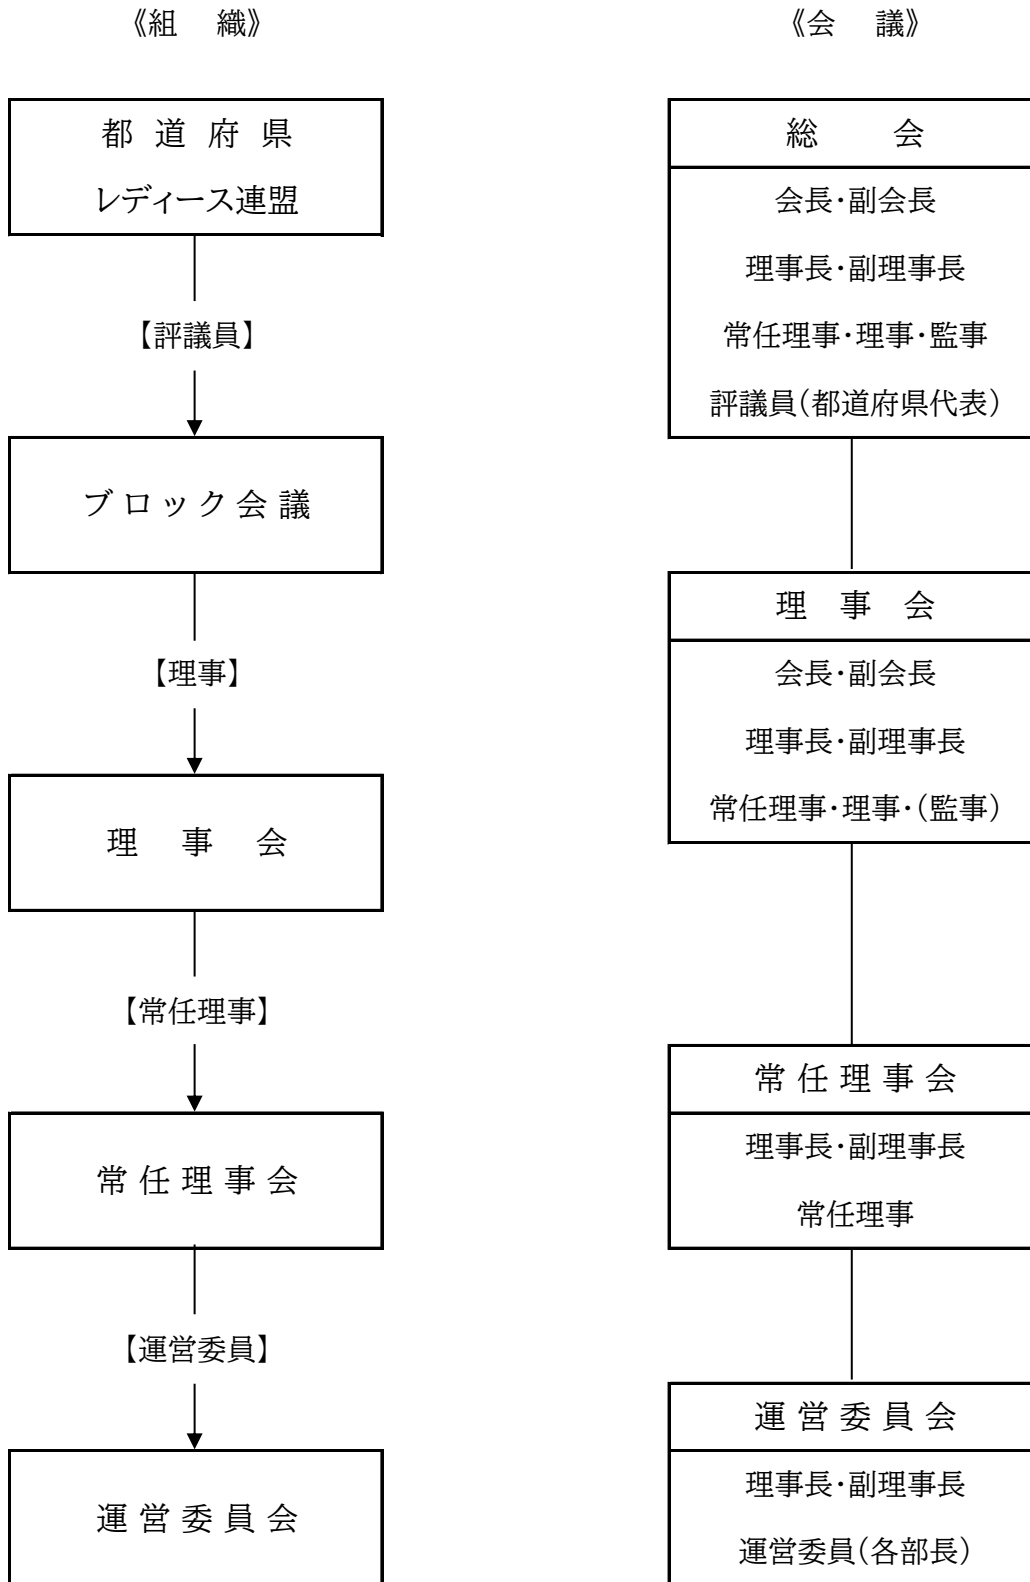 《組 織》
都 道 府 県
レディース連盟
【評議員】
ブ ロ ッ ク 会 議
【理事】
理 事 会
【常任理事】
常 任 理 事 会
【運営委員】
運 営 委 員 会
《会 議》
総 会
会長・副会長
理事長・副理事長
常任理事・理事・監事
評議員(都道府県代表)
理 事 会
会長・副会長
理事長・副理事長
常任理事・理事・(監事)
常 任 理 事 会
理事長・副理事長
常任理事
運 営 委 員 会
理事長・副理事長
運営委員(各部長)